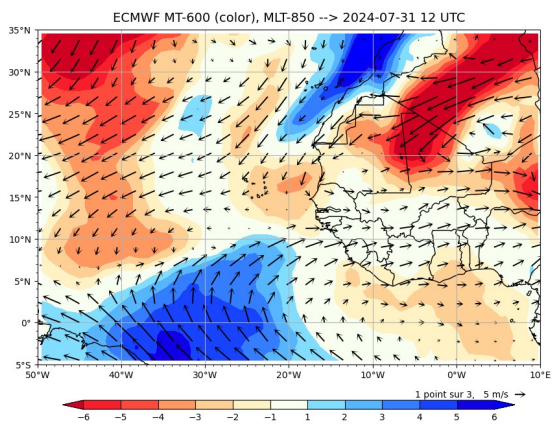 ECMWF MT-600 (color), MLT-850 --> 2024-07-31 12 UTC
35°N
30°N
25°N
20°N
15°N
10°N
5°N
0°
5°S
50°W 40°W 30°W 20°W 10°W 0°W 10°E
1 point sur 3, 5 m/s
−6 −5 −4 −3 −2 −1 1 2 3 4 5 6